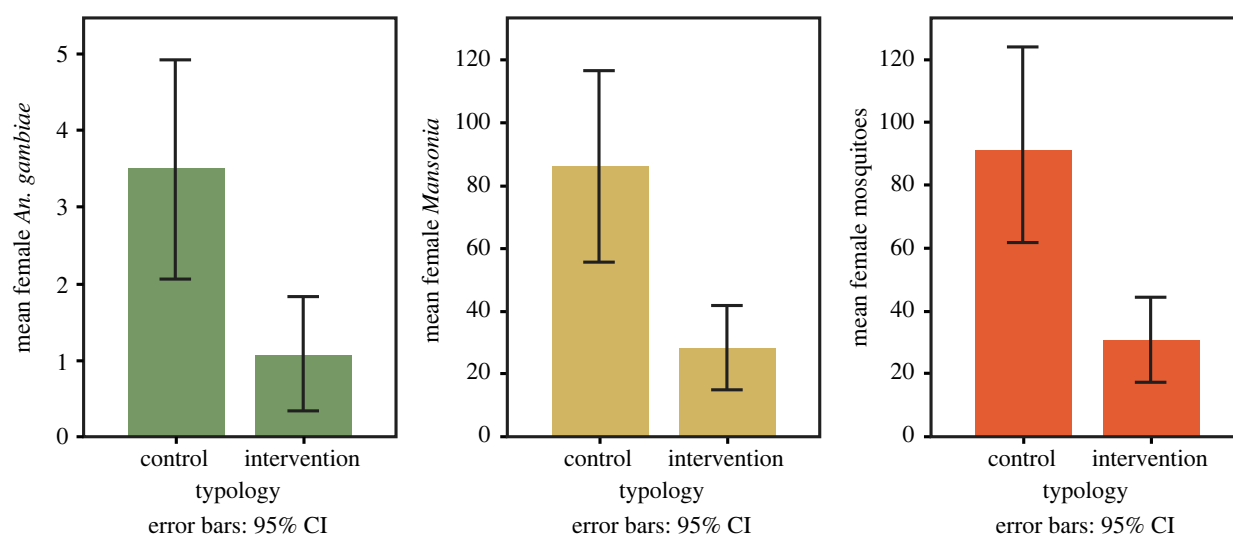 mean female An. gambiae
5
4
3
2
1
0
control intervention
typology
error bars: 95% CI
mean female Mansonia
120
100
80
60
40
20
0
control intervention
typology
error bars: 95% CI
mean female mosquitoes
120
100
80
60
40
20
0
control intervention
typology
error bars: 95% CI